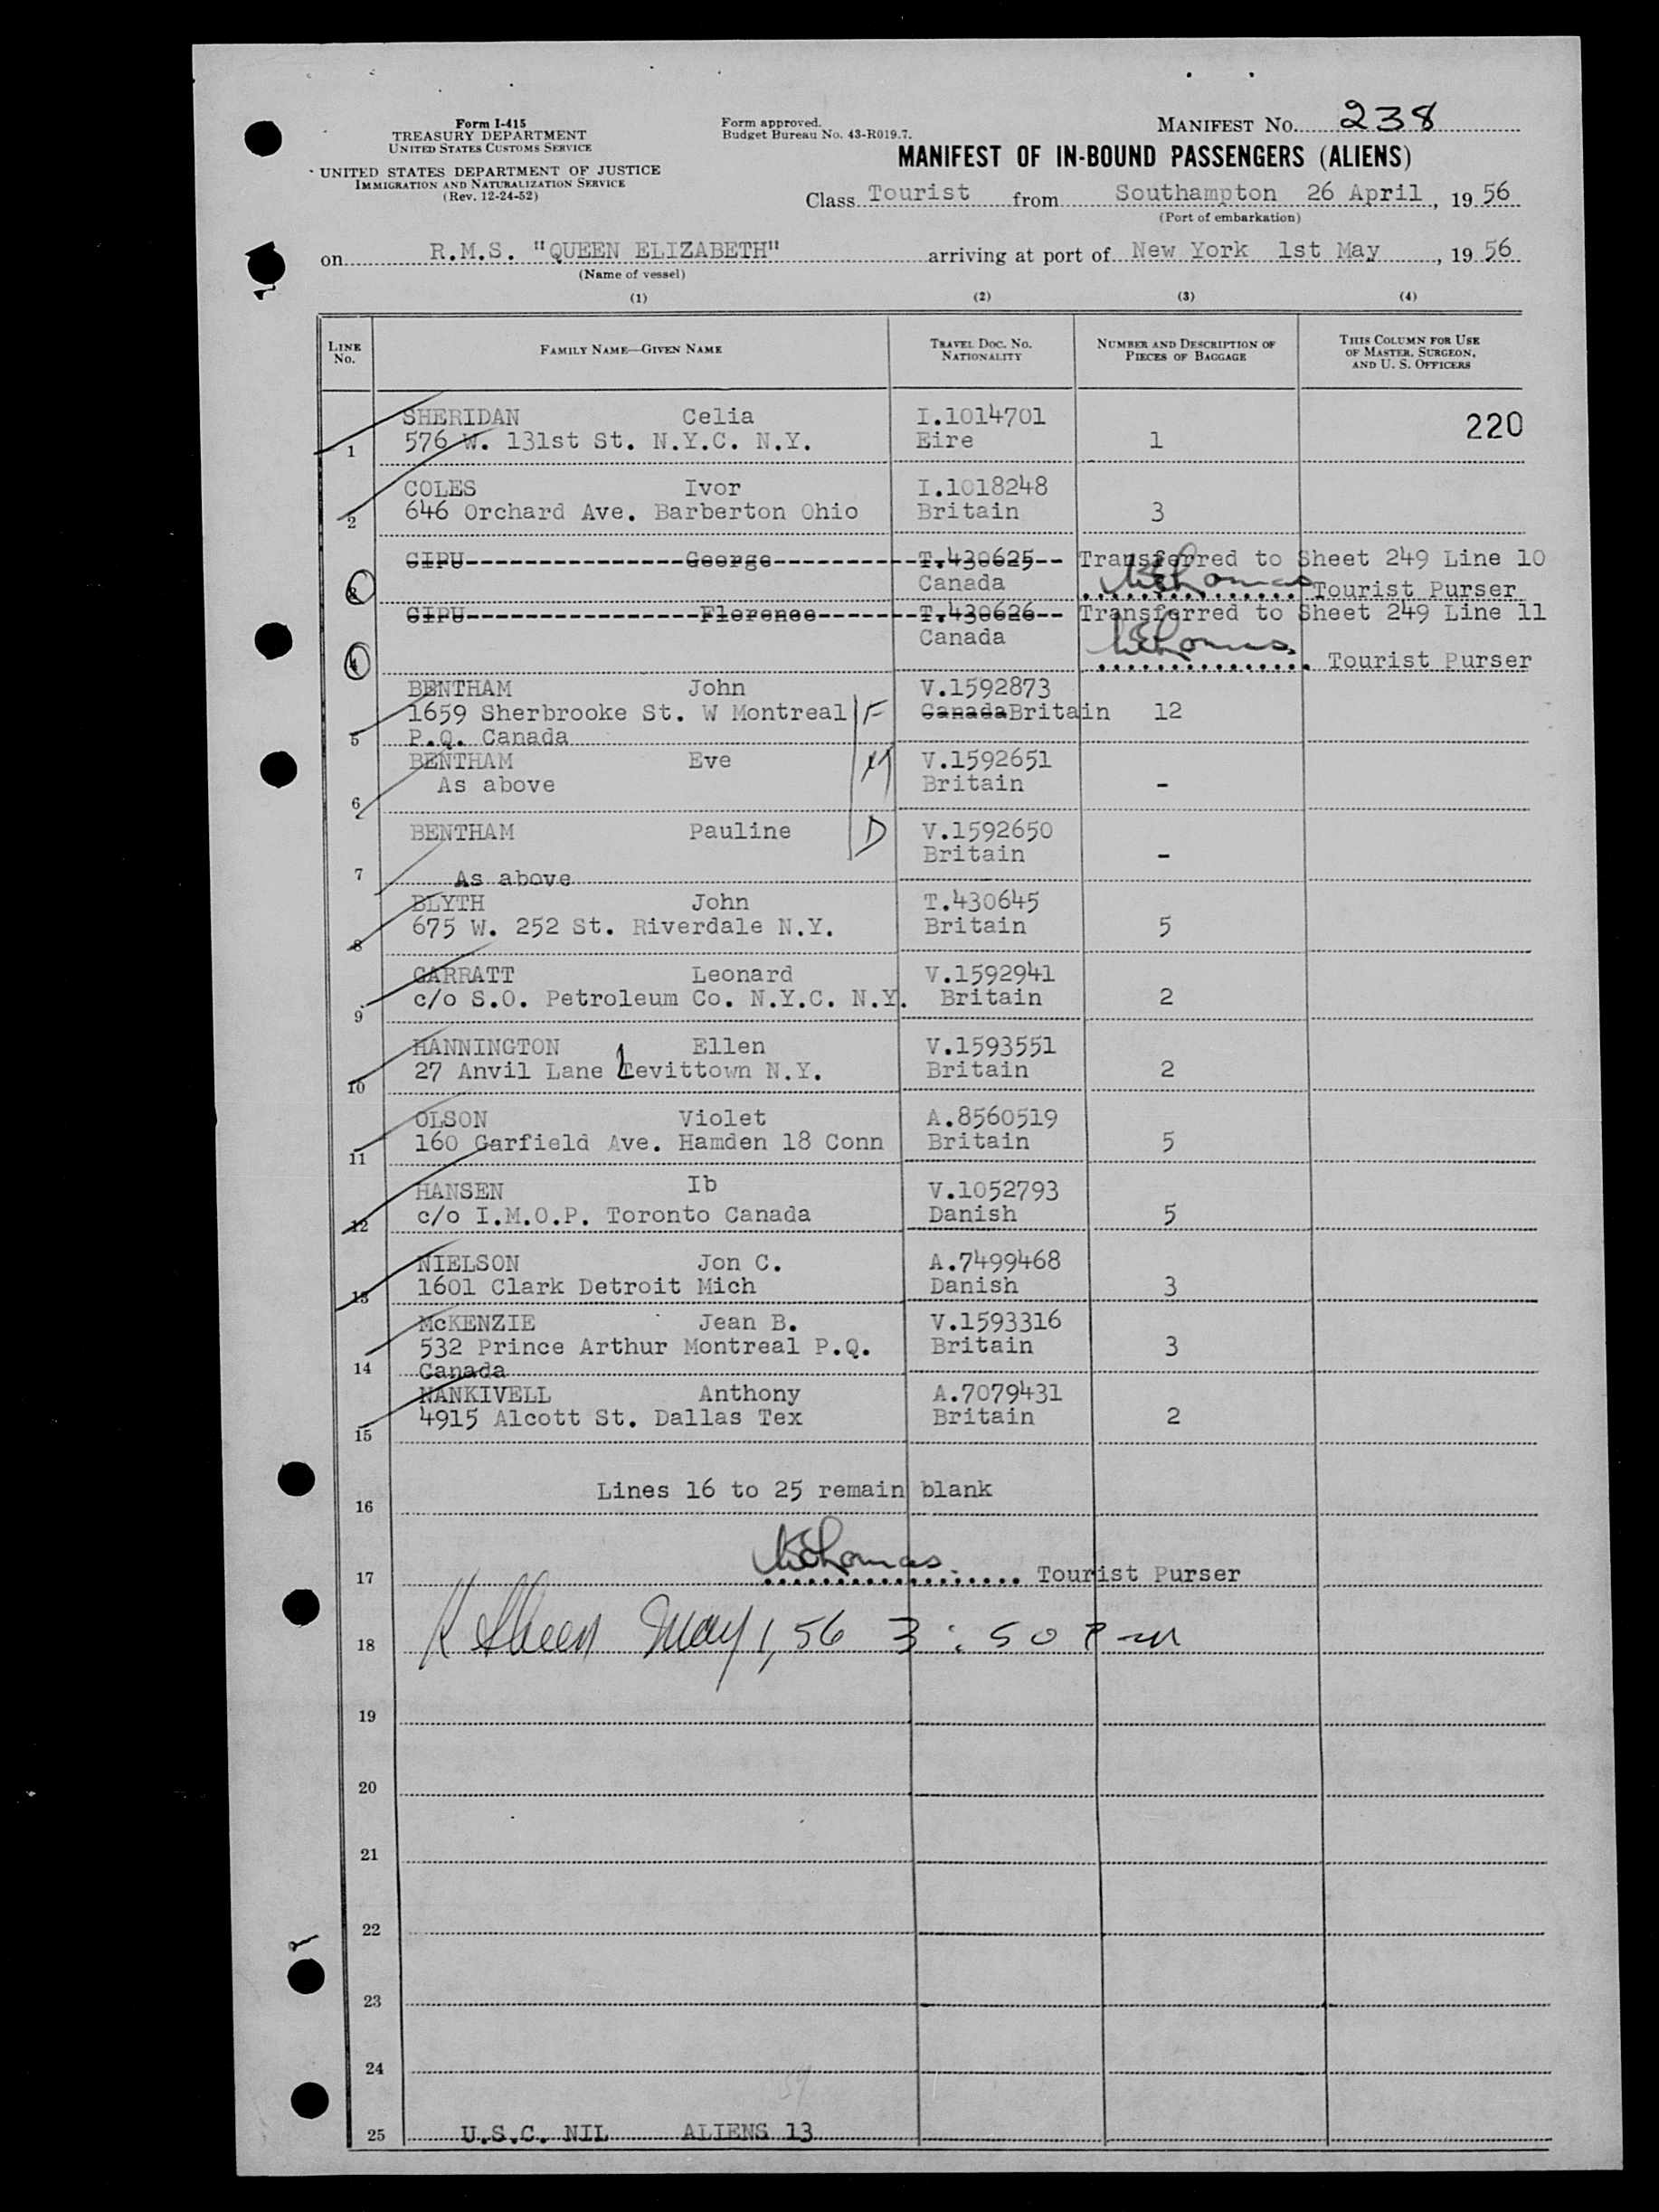 Form I-415
TREASURY DEPARTMENT
UNITED STATES CUSTOMS SERVICE
UNITED STATES DEPARTMENT OF JUSTICE
IMMIGRATION AND NATURALIZATION SERVICE
(Rev. 12-24-52)
Form approved.
Budget Bureau No. 43-R019.7.
MANIFEST NO. 238
MANIFEST OF IN-BOUND PASSENGERS (ALIENS)
Class Tourist from Southampton 26 April, 1956
(Port of embarkation)
on R.M.S. "QUEEN ELIZABETH" arriving at port of New York 1st May, 1956
(Name of vessel)
(1) (2) (3) (4)
LINE No. FAMILY NAME—GIVEN NAME TRAVEL DOC. NO. NATIONALITY NUMBER AND DESCRIPTION OF PIECES OF BAGGAGE THIS COLUMN FOR USE OF MASTER, SURGEON, AND U. S. OFFICERS
SHERIDAN Celia I.1014701 220
1 576 W. 131st St. N.Y.C. N.Y. Eire 1
COLES Ivor I.1018248
2 646 Orchard Ave. Barberton Ohio Britain 3
GIPU George T.430625 Transferred to Sheet 249 Line 10
3 Canada Tourist Purser
GIPU Florence T.430626 Transferred to Sheet 249 Line 11
Canada
4 Tourist Purser
BENTHAM John V.1592873
1659 Sherbrooke St. W Montreal F CanadaBritain 12
5 P.Q. Canada
BENTHAM Eve M V.1592651
As above Britain -
6
BENTHAM Pauline D V.1592650
Britain -
7 As above
BLYTH John T.430645
675 W. 252 St. Riverdale N.Y. Britain 5
8
GARRATT Leonard V.1592941
c/o S.O. Petroleum Co. N.Y.C. N.Y. Britain 2
9
HANNINGTON Ellen V.1593551
27 Anvil Lane Levittown N.Y. Britain 2
10
OLSON Violet A.8560519
160 Garfield Ave. Hamden 18 Conn Britain 5
11
HANSEN Ib V.1052793
12 c/o I.M.O.P. Toronto Canada Danish 5
NIELSON Jon C. A.7499468
13 1601 Clark Detroit Mich Danish 3
McKENZIE Jean B. V.1593316
532 Prince Arthur Montreal P.Q. Britain 3
14 Canada
NANKIVELL Anthony A.7079431
4915 Alcott St. Dallas Tex Britain 2
15
Lines 16 to 25 remain blank
16
17 Tourist Purser
18 May 1, 56 3:50 P m
19
20
21
22
23
24
25 U.S.C. NIL ALIENS 13